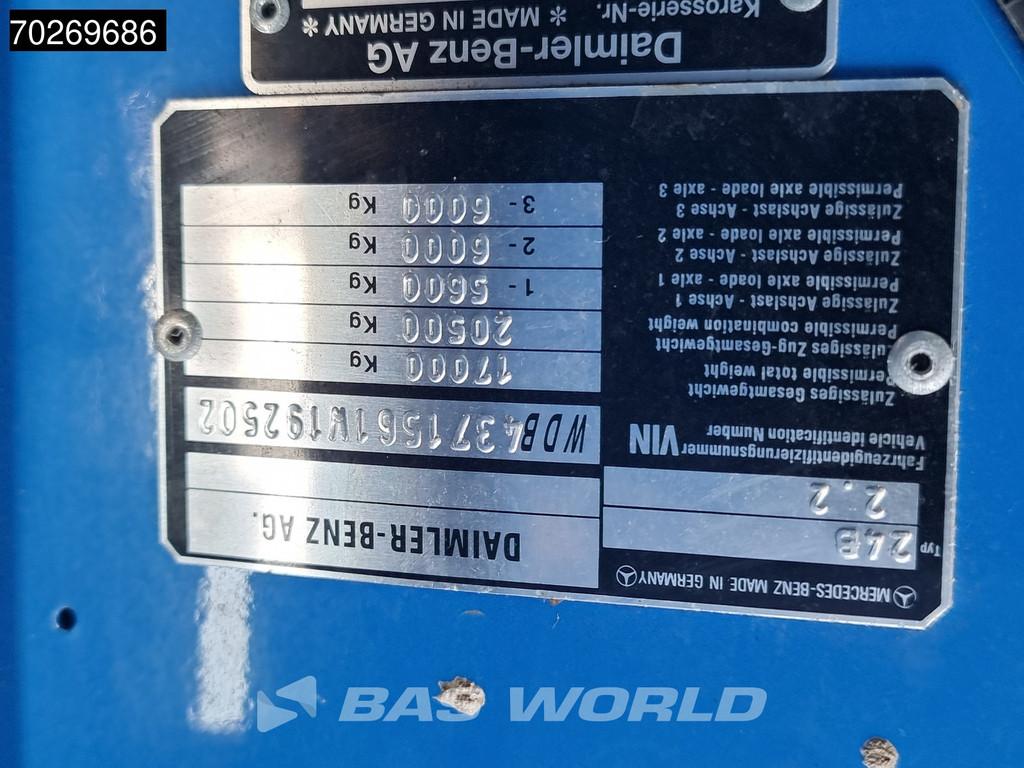 70269686
MERCEDES-BENZ MADE IN GERMANY
Typ 24B
2.2
DAIMLER-BENZ AG.
Fahrzeugidentifizierungsnummer VIN
Vehicle Identification Number
WDB4371561W192502
Zulässiges Gesamtgewicht
Permissible total weight
17000 Kg
Zulässiges Zug-Gesamtgewicht
Permissible combination weight
20500 Kg
Zulässige Achslast - Achse 1
Permissible axle loade - axle 1
1- 5600 Kg
Zulässige Achslast - Achse 2
Permissible axle loade - axle 2
2- 6000 Kg
Zulässige Achslast - Achse 3
Permissible axle loade - axle 3
3- 6000 Kg
Daimler-Benz AG
Karosserie-Nr. * MADE IN GERMANY *
BAS WORLD